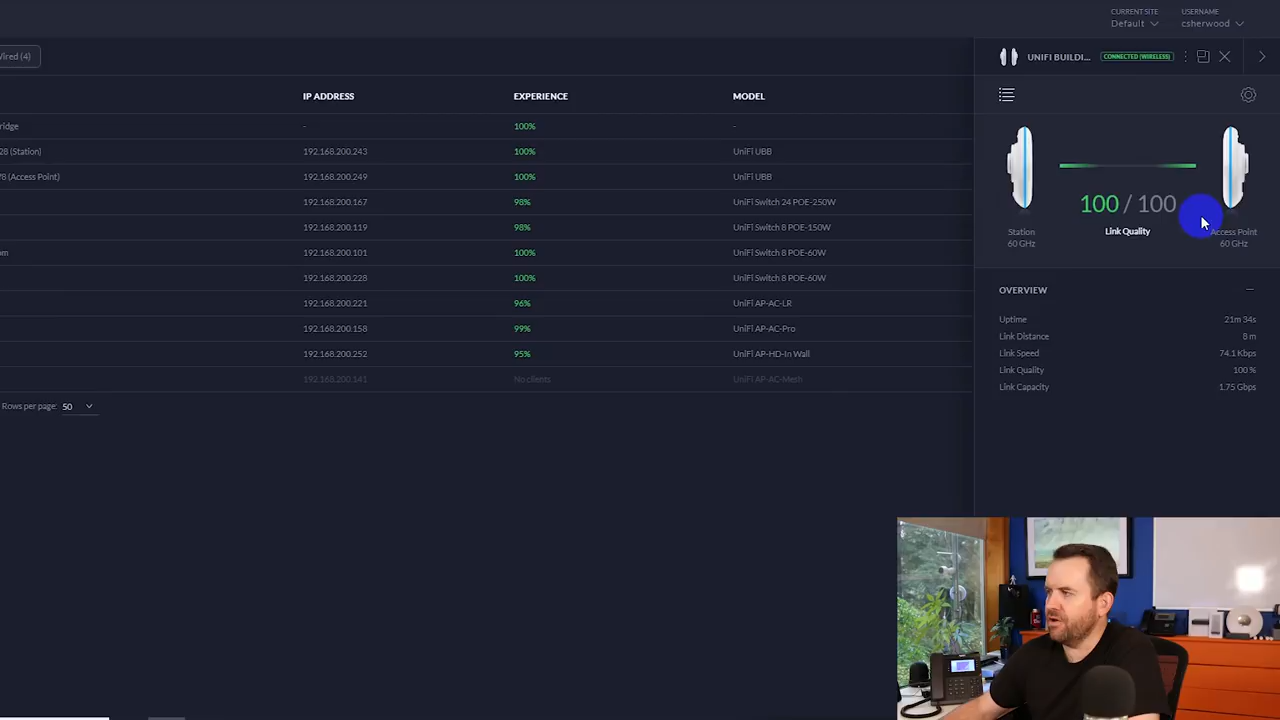 CURRENT SITE
Default
USERNAME
csherwood
Wired (4)
UNIFI BUILDI...
CONNECTED (WIRELESS)
IP ADDRESS EXPERIENCE MODEL
ridge - 100% -
28 (Station) 192.168.200.243 100% UniFi UBB
78 (Access Point) 192.168.200.249 100% UniFi UBB
192.168.200.167 98% UniFi Switch 24 POE-250W
192.168.200.119 98% UniFi Switch 8 POE-150W
om 192.168.200.101 100% UniFi Switch 8 POE-60W
192.168.200.228 100% UniFi Switch 8 POE-60W
192.168.200.221 96% UniFi AP-AC-LR
192.168.200.158 99% UniFi AP-AC-Pro
192.168.200.252 95% UniFi AP-HD-In Wall
192.168.200.141 No clients UniFi AP-AC-Mesh
Rows per page: 50
100 / 100
Link Quality
Station
60 GHz
Access Point
60 GHz
OVERVIEW
Uptime 21m 34s
Link Distance 8 m
Link Speed 74.1 Kbps
Link Quality 100 %
Link Capacity 1.75 Gbps